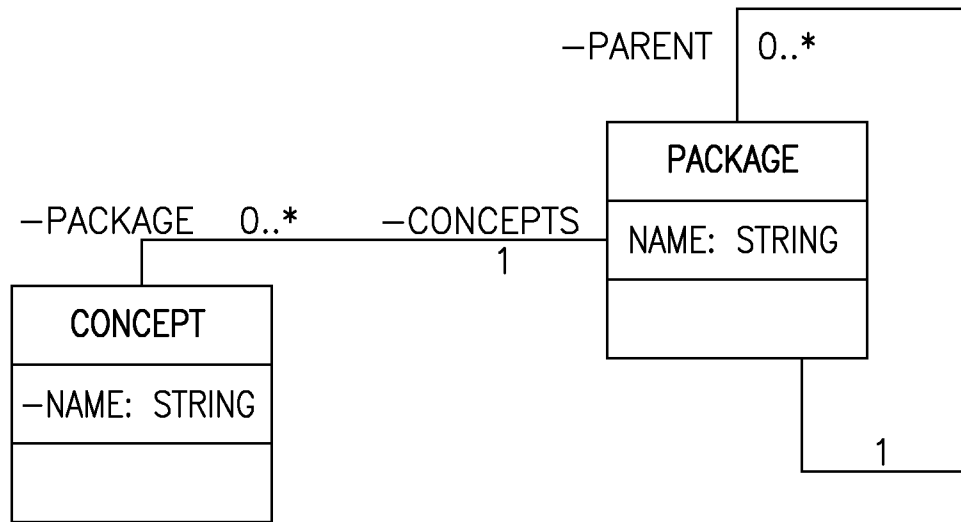 –PARENT 0..*
PACKAGE
–PACKAGE 0..* –CONCEPTS
1
NAME: STRING
CONCEPT
–NAME: STRING
1